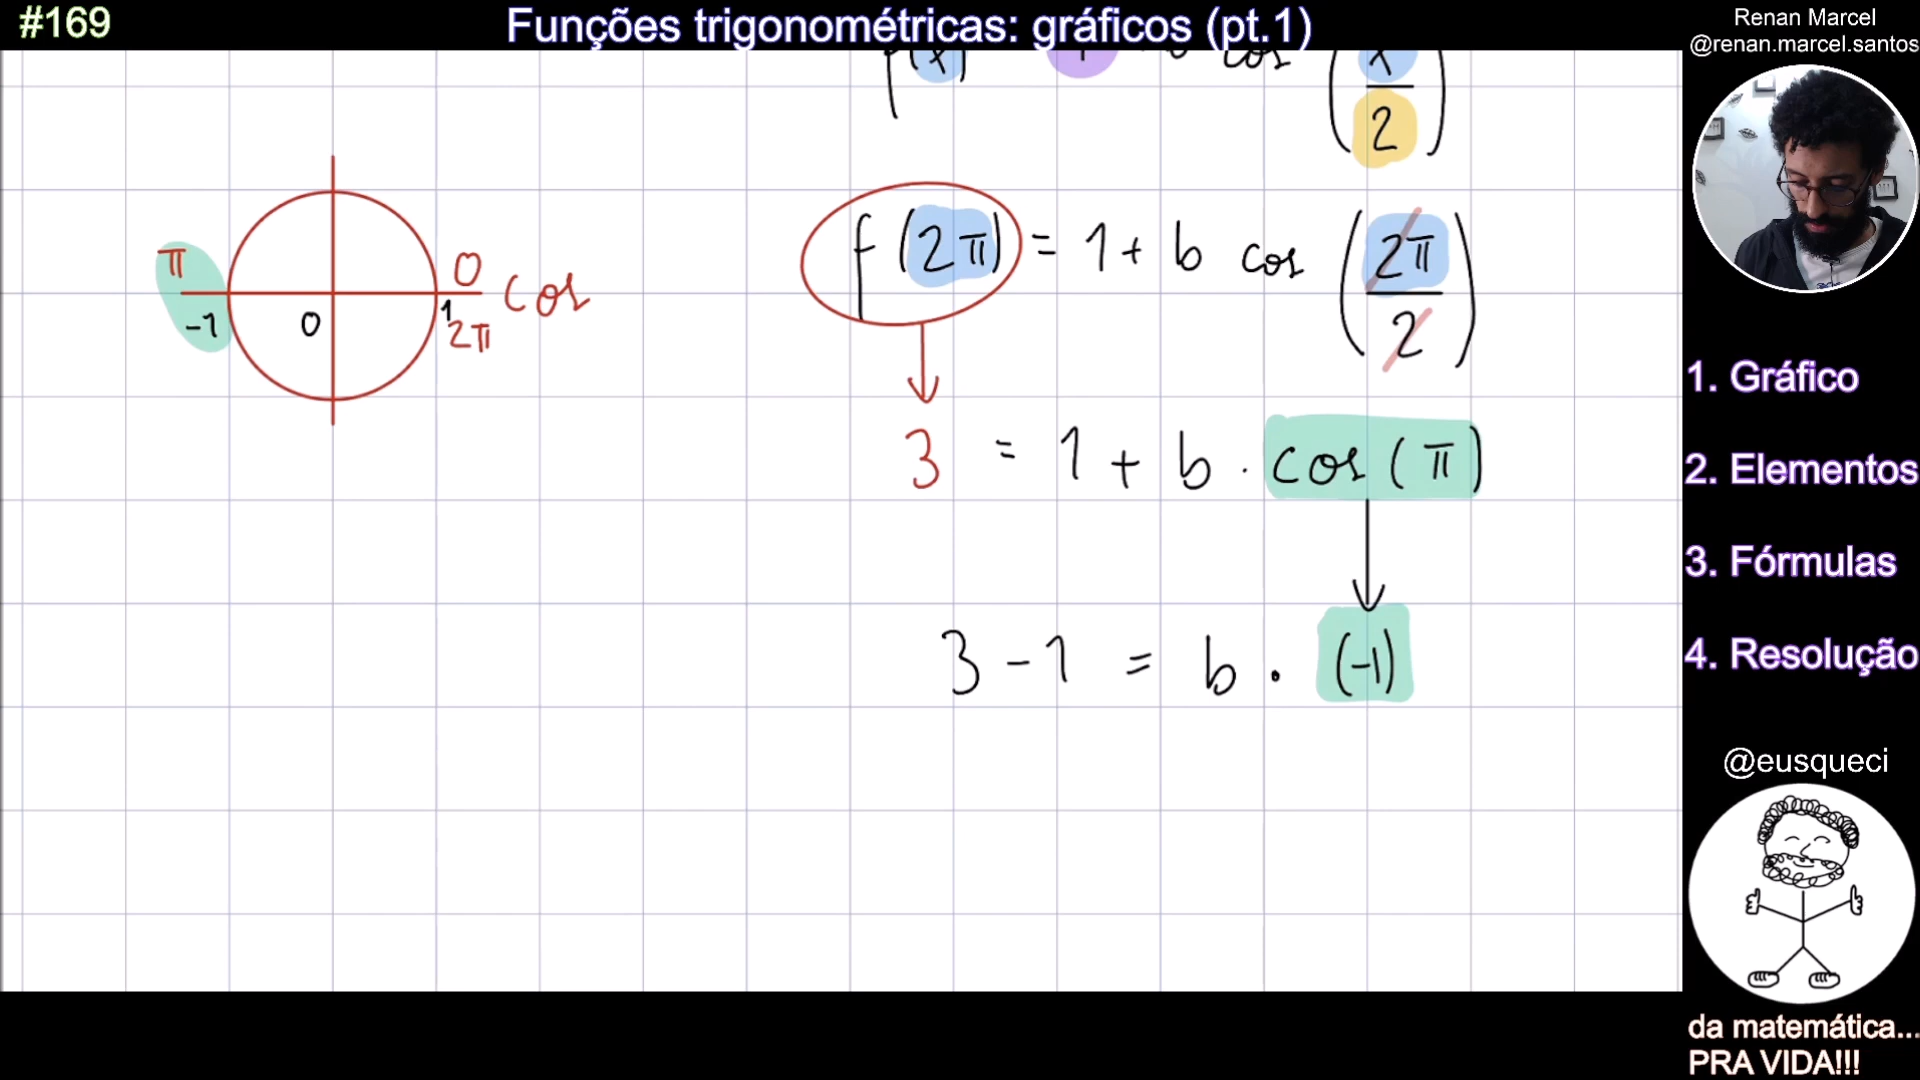 #169
Funções trigonométricas: gráficos (pt.1)
Renan Marcel
@renan.marcel.santos
cos
2
f(2π) = 1 + b cos (2π/2)
π 0 cos
-1 0 1
2π
3 = 1 + b . cos(π)
3 - 1 = b . (-1)
1. Gráfico
2. Elementos
3. Fórmulas
4. Resolução
@eusqueci
da matemática...
PRA VIDA!!!